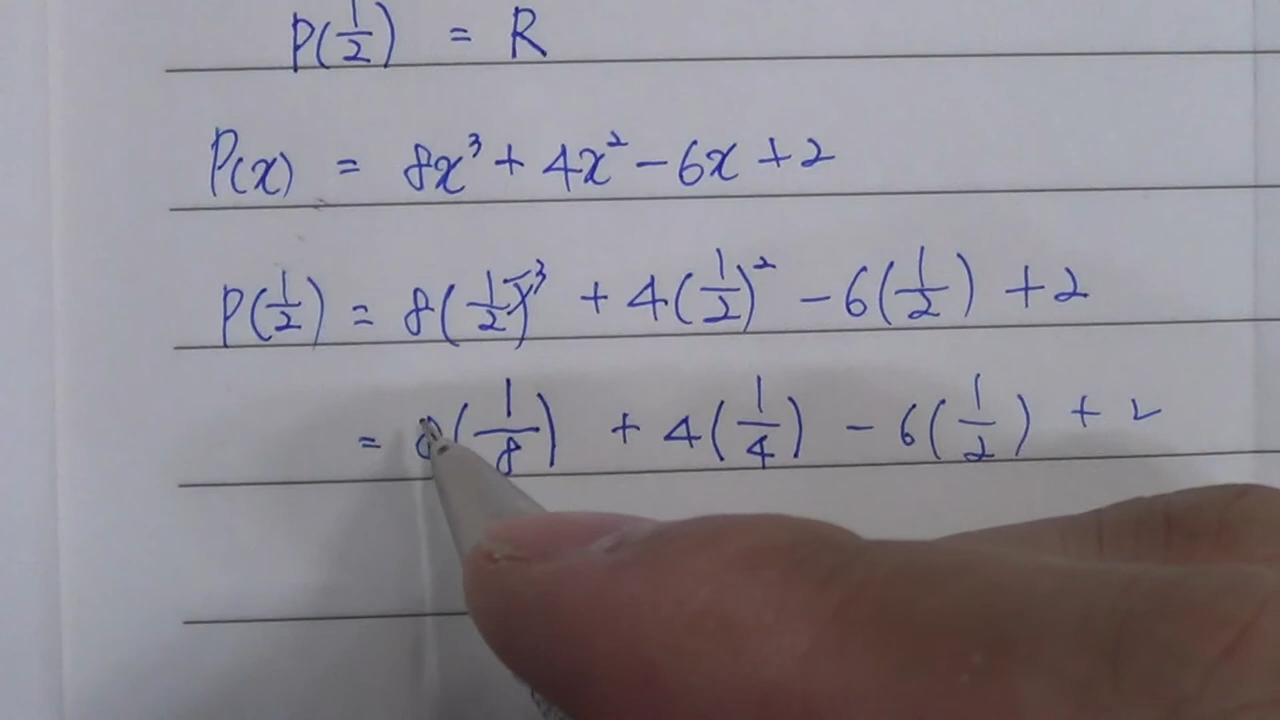 P(1/2) = R
P(x) = 8x³ + 4x² - 6x + 2
P(1/2) = 8(1/2)³ + 4(1/2)² - 6(1/2) + 2
= 8(1/8) + 4(1/4) - 6(1/2) + 2